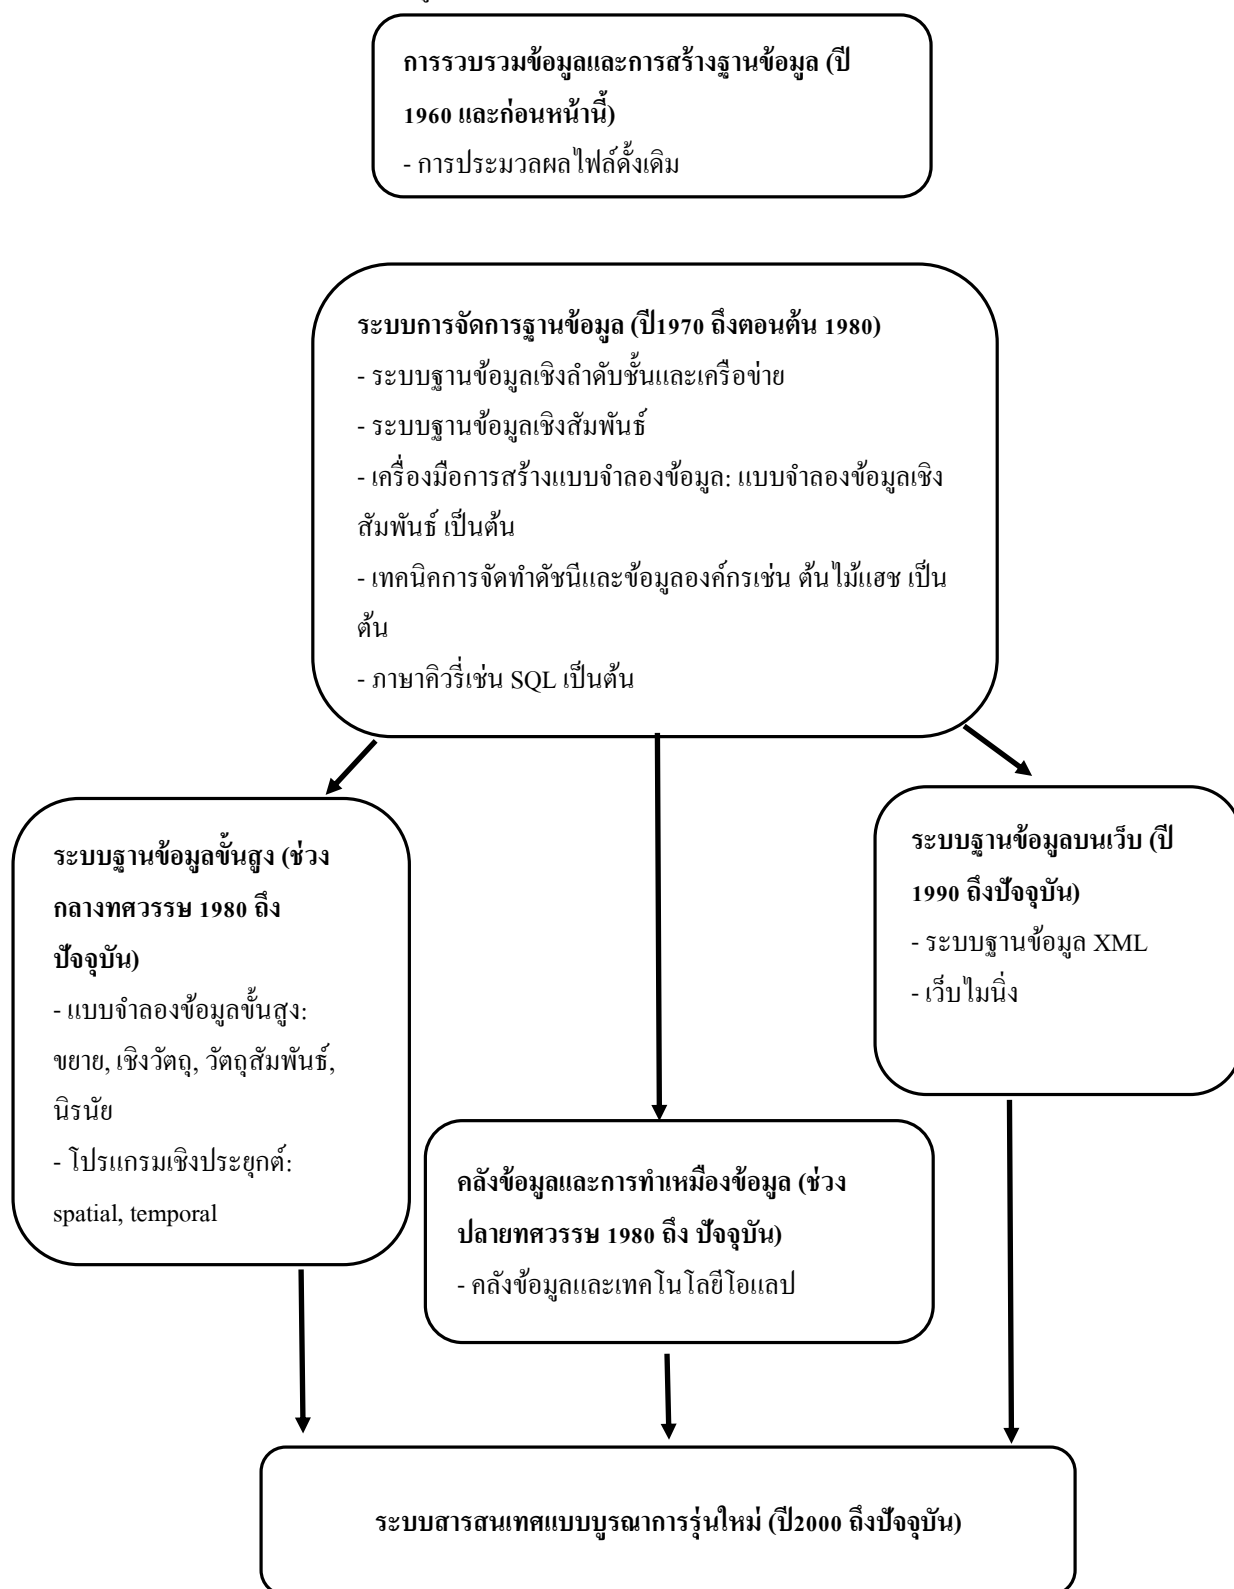 การรวบรวมข้อมูลและการสร้างฐานข้อมูล (ปี
1960 และก่อนหน้านี้)
- การประมวลผลไฟล์ดั้งเดิม
ระบบการจัดการฐานข้อมูล (ปี1970 ถึงตอนต้น 1980)
- ระบบฐานข้อมูลเชิงลำดับชั้นและเครือข่าย
- ระบบฐานข้อมูลเชิงสัมพันธ์
- เครื่องมือการสร้างแบบจำลองข้อมูล: แบบจำลองข้อมูลเชิง
สัมพันธ์ เป็นต้น
- เทคนิคการจัดทำดัชนีและข้อมูลองค์กรเช่น ต้นไม้แฮช เป็น
ต้น
- ภาษาคิวรี่เช่น SQL เป็นต้น
ระบบฐานข้อมูลขั้นสูง (ช่วง
กลางทศวรรษ 1980 ถึง
ปัจจุบัน)
- แบบจำลองข้อมูลขั้นสูง:
ขยาย, เชิงวัตถุ, วัตถุสัมพันธ์,
นิรนัย
- โปรแกรมเชิงประยุกต์:
spatial, temporal
ระบบฐานข้อมูลบนเว็บ (ปี
1990 ถึงปัจจุบัน)
- ระบบฐานข้อมูล XML
- เว็บไมนิ่ง
คลังข้อมูลและการทำเหมืองข้อมูล (ช่วง
ปลายทศวรรษ 1980 ถึง ปัจจุบัน)
- คลังข้อมูลและเทคโนโลยีโอแลป
ระบบสารสนเทศแบบบูรณาการรุ่นใหม่ (ปี2000 ถึงปัจจุบัน)